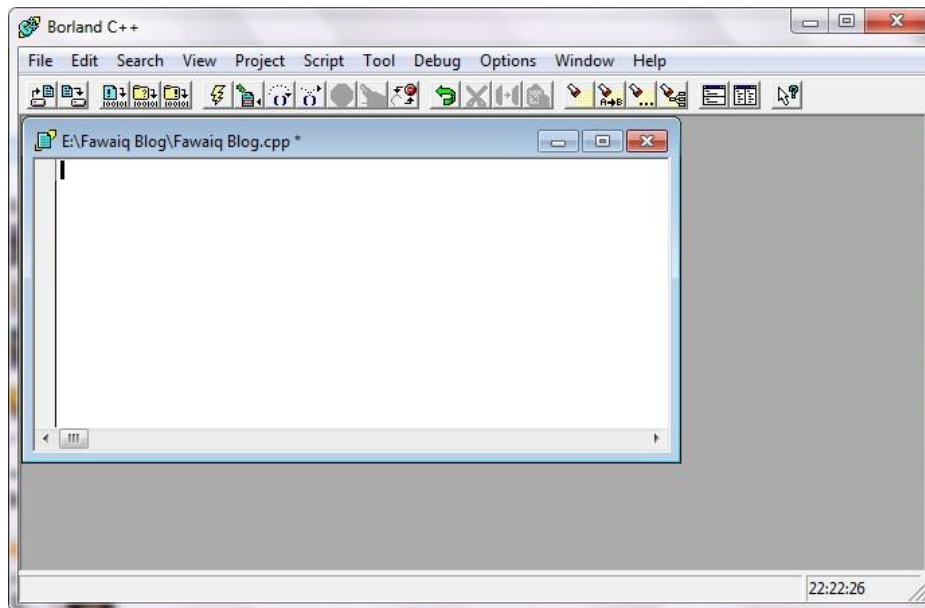 Borland C++
File Edit Search View Project Script Tool Debug Options Window Help
E:\Fawaiq Blog\Fawaiq Blog.cpp *
22:22:26